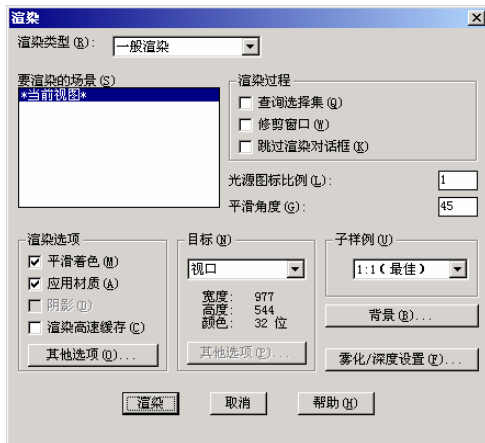 渲染
渲染类型(R): 一般渲染
要渲染的场景(S)
*当前视图*
渲染过程
查询选择集(Q)
修剪窗口(W)
跳过渲染对话框(K)
光源图标比例(L): 1
平滑角度(G): 45
渲染选项
平滑着色(M)
应用材质(A)
阴影(D)
渲染高速缓存(C)
其他选项(O)...
目标(N)
视口
宽度: 977
高度: 544
颜色: 32 位
其他选项(P)...
子样例(U)
1:1(最佳)
背景(B)...
雾化/深度设置(F)...
渲染 取消 帮助(H)